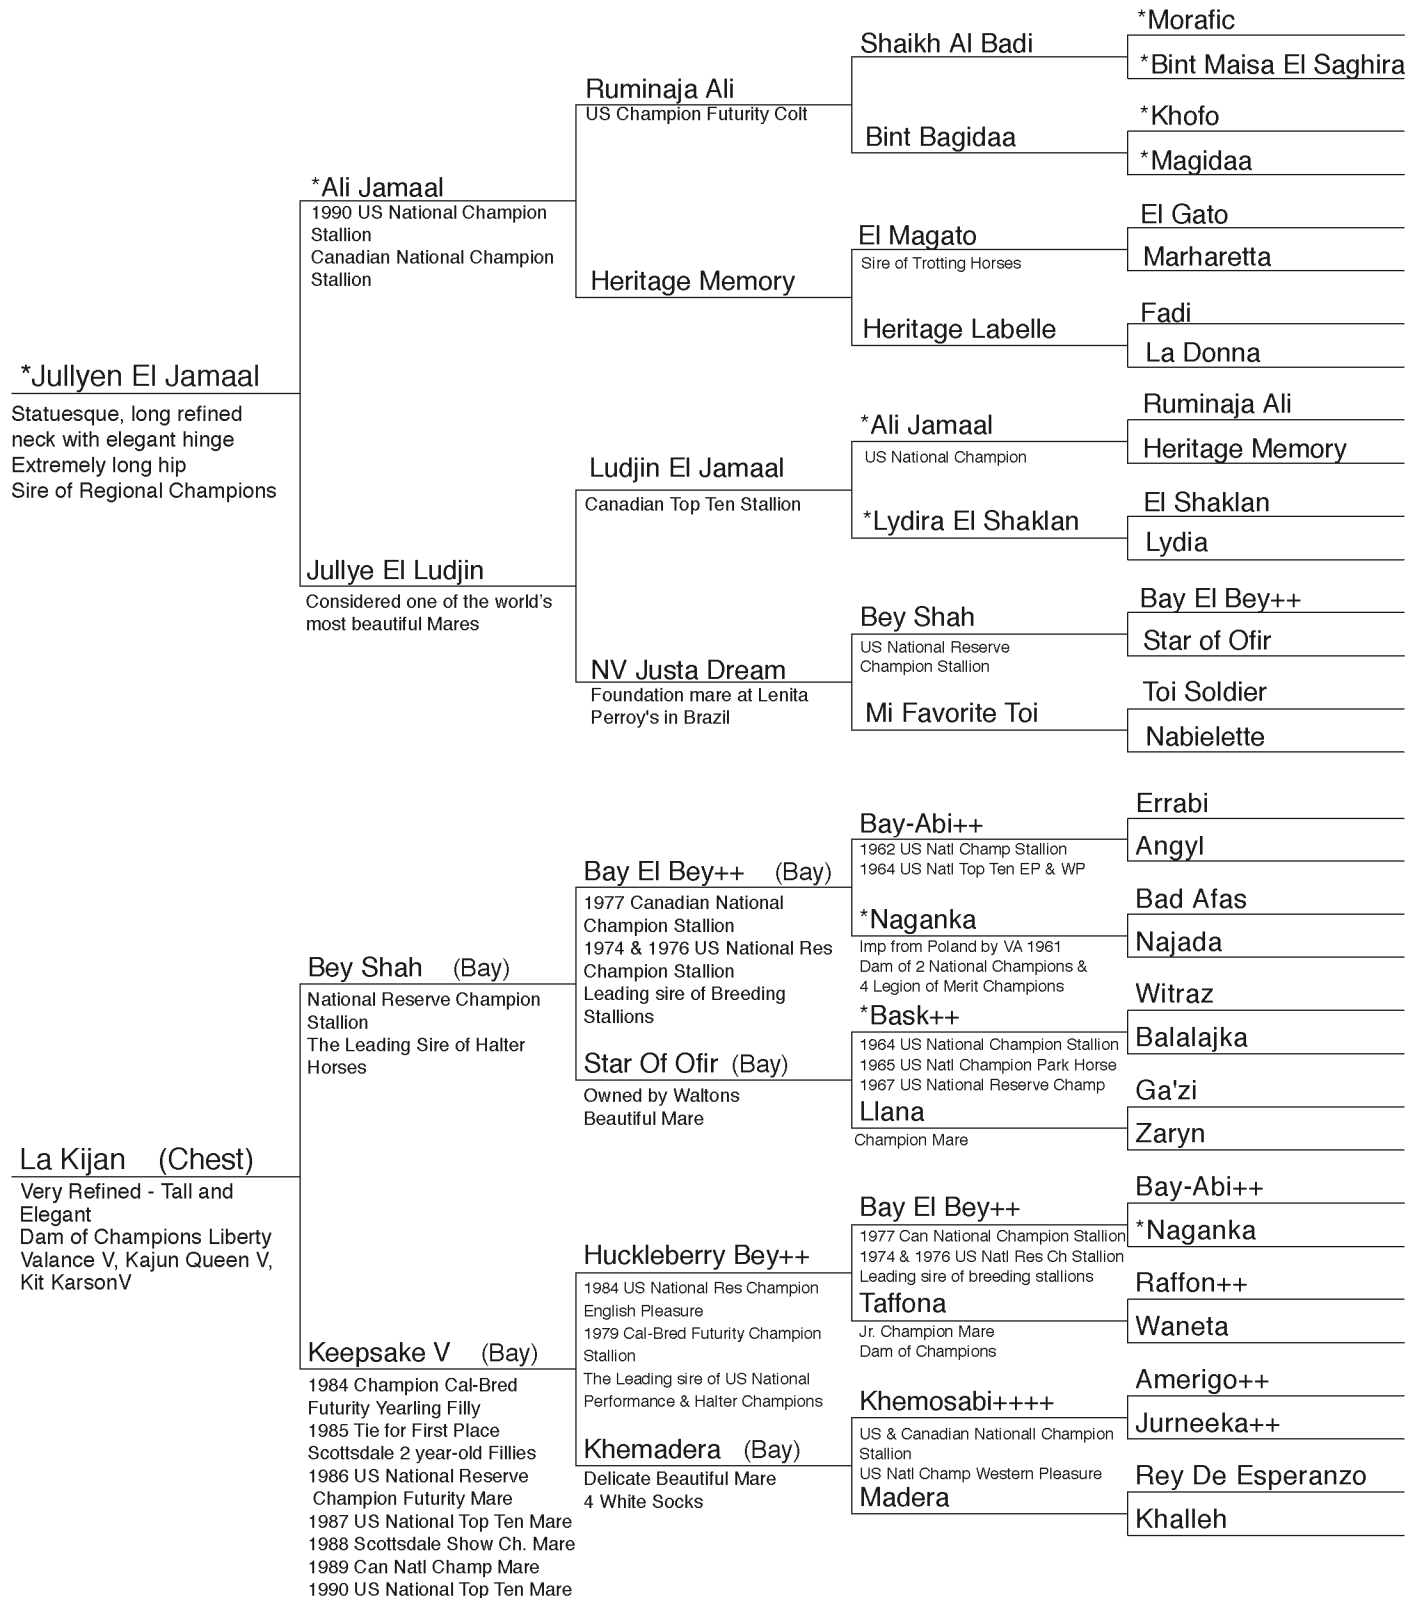 *Jullyen El Jamaal
Statuesque, long refined
neck with elegant hinge
Extremely long hip
Sire of Regional Champions
*Ali Jamaal
1990 US National Champion
Stallion
Canadian National Champion
Stallion
Jullye El Ludjin
Considered one of the world's
most beautiful Mares
Ruminaja Ali
US Champion Futurity Colt
Heritage Memory
Ludjin El Jamaal
Canadian Top Ten Stallion
NV Justa Dream
Foundation mare at Lenita
Perroy's in Brazil
Shaikh Al Badi
Bint Bagidaa
El Magato
Sire of Trotting Horses
Heritage Labelle
*Ali Jamaal
US National Champion
*Lydira El Shaklan
Bey Shah
US National Reserve
Champion Stallion
Mi Favorite Toi
*Morafic
*Bint Maisa El Saghira
*Khofo
*Magidaa
El Gato
Marharetta
Fadi
La Donna
Ruminaja Ali
Heritage Memory
El Shaklan
Lydia
Bay El Bey++
Star of Ofir
Toi Soldier
Nabielette
La Kijan (Chest)
Very Refined - Tall and
Elegant
Dam of Champions Liberty
Valance V, Kajun Queen V,
Kit KarsonV
Bey Shah (Bay)
National Reserve Champion
Stallion
The Leading Sire of Halter
Horses
Keepsake V (Bay)
1984 Champion Cal-Bred
Futurity Yearling Filly
1985 Tie for First Place
Scottsdale 2 year-old Fillies
1986 US National Reserve
Champion Futurity Mare
1987 US National Top Ten Mare
1988 Scottsdale Show Ch. Mare
1989 Can Natl Champ Mare
1990 US National Top Ten Mare
Bay El Bey++ (Bay)
1977 Canadian National
Champion Stallion
1974 & 1976 US National Res
Champion Stallion
Leading sire of Breeding
Stallions
Star Of Ofir (Bay)
Owned by Waltons
Beautiful Mare
Huckleberry Bey++
1984 US National Res Champion
English Pleasure
1979 Cal-Bred Futurity Champion
Stallion
The Leading sire of US National
Performance & Halter Champions
Khemadera (Bay)
Delicate Beautiful Mare
4 White Socks
Bay-Abi++
1962 US Natl Champ Stallion
1964 US Natl Top Ten EP & WP
*Naganka
Imp from Poland by VA 1961
Dam of 2 National Champions &
4 Legion of Merit Champions
*Bask++
1964 US National Champion Stallion
1965 US Natl Champion Park Horse
1967 US National Reserve Champ
Llana
Champion Mare
Bay El Bey++
1977 Can National Champion Stallion
1974 & 1976 US Natl Res Ch Stallion
Leading sire of breeding stallions
Taffona
Jr. Champion Mare
Dam of Champions
Khemosabi++++
US & Canadian Nationall Champion
Stallion
US Natl Champ Western Pleasure
Madera
Errabi
Angyl
Bad Afas
Najada
Witraz
Balalajka
Ga'zi
Zaryn
Bay-Abi++
*Naganka
Raffon++
Waneta
Amerigo++
Jurneeka++
Rey De Esperanzo
Khalleh